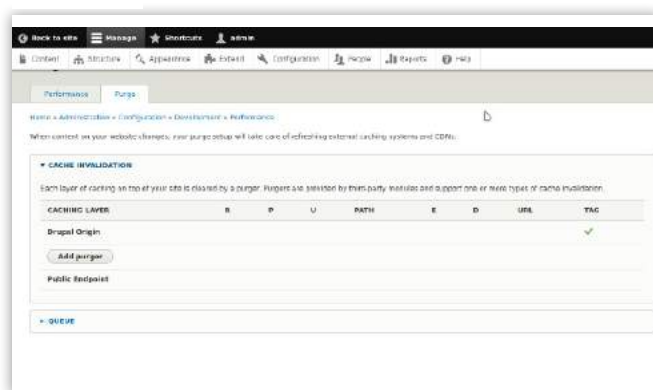 Back to site Manage Shortcuts admin
Content Structure Appearance Extend Configuration People Reports Help
Performance Purge
Home » Administration » Configuration » Development » Performance
When content on your website changes, your purge setup will take care of refreshing external caching systems and CDNs.
CACHE INVALIDATION
Each layer of caching on top of your site is cleared by a purger. Purgers are provided by third-party modules and support one or more types of cache invalidation.
CACHING LAYER R P U PATH E D URL TAG
Drupal Origin
Add purger
Public Endpoint
QUEUE